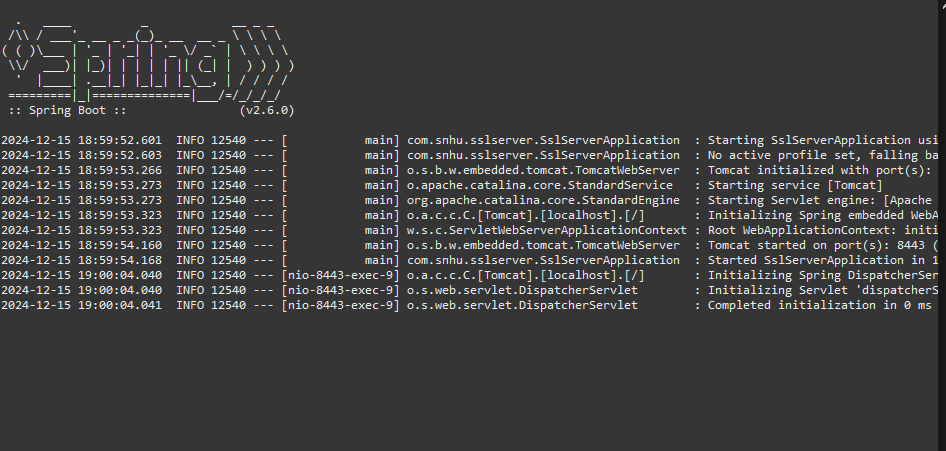 .   ____          _            __ _ _
 /\\ / ___'_ __ _ _(_)_ __  __ _ \ \ \ \
( ( )\___ | '_ | '_| | '_ \/ _` | \ \ \ \
 \\/  ___)| |_)| | | | | || (_| |  ) ) ) )
  '  |____| .__|_| |_|_| |_\__, | / / / /
 =========|_|==============|___/=/_/_/_/
 :: Spring Boot ::                (v2.6.0)
2024-12-15 18:59:52.601  INFO 12540 --- [           main] com.snhu.sslserver.SslServerApplication  : Starting SslServerApplication usi
2024-12-15 18:59:52.603  INFO 12540 --- [           main] com.snhu.sslserver.SslServerApplication  : No active profile set, falling ba
2024-12-15 18:59:53.266  INFO 12540 --- [           main] o.s.b.w.embedded.tomcat.TomcatWebServer  : Tomcat initialized with port(s):
2024-12-15 18:59:53.273  INFO 12540 --- [           main] o.apache.catalina.core.StandardService   : Starting service [Tomcat]
2024-12-15 18:59:53.273  INFO 12540 --- [           main] org.apache.catalina.core.StandardEngine  : Starting Servlet engine: [Apache
2024-12-15 18:59:53.323  INFO 12540 --- [           main] o.a.c.c.C.[Tomcat].[localhost].[/]       : Initializing Spring embedded WebA
2024-12-15 18:59:53.323  INFO 12540 --- [           main] w.s.c.ServletWebServerApplicationContext : Root WebApplicationContext: initi
2024-12-15 18:59:54.160  INFO 12540 --- [           main] o.s.b.w.embedded.tomcat.TomcatWebServer  : Tomcat started on port(s): 8443 (
2024-12-15 18:59:54.168  INFO 12540 --- [           main] com.snhu.sslserver.SslServerApplication  : Started SslServerApplication in 1
2024-12-15 19:00:04.040  INFO 12540 --- [nio-8443-exec-9] o.a.c.c.C.[Tomcat].[localhost].[/]       : Initializing Spring DispatcherSer
2024-12-15 19:00:04.040  INFO 12540 --- [nio-8443-exec-9] o.s.web.servlet.DispatcherServlet        : Initializing Servlet 'dispatcherS
2024-12-15 19:00:04.041  INFO 12540 --- [nio-8443-exec-9] o.s.web.servlet.DispatcherServlet        : Completed initialization in 0 ms